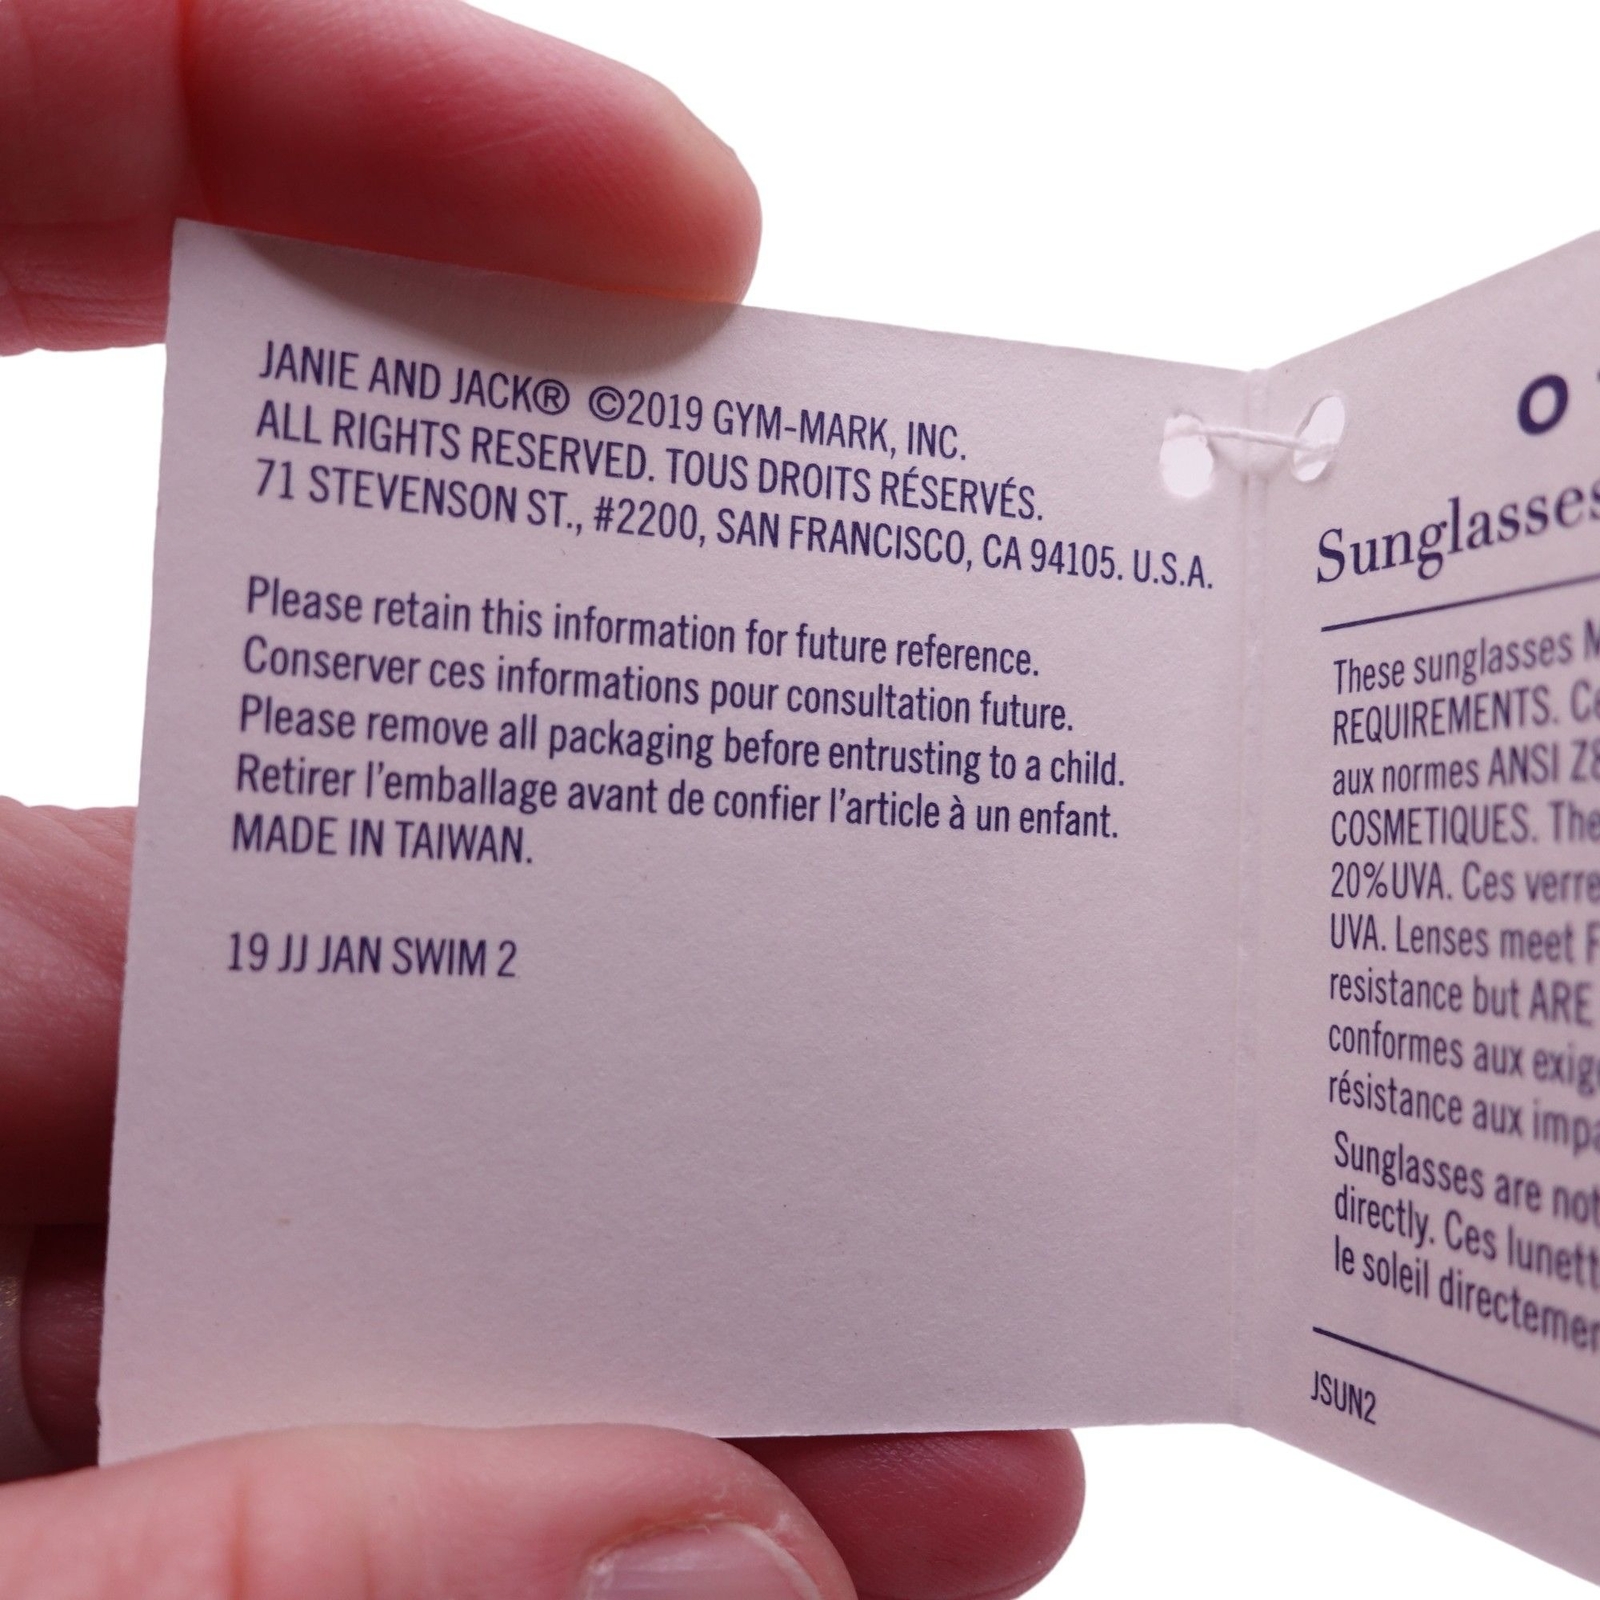 JANIE AND JACK® ©2019 GYM-MARK, INC.
ALL RIGHTS RESERVED. TOUS DROITS RÉSERVÉS.
71 STEVENSON ST., #2200, SAN FRANCISCO, CA 94105. U.S.A.
Please retain this information for future reference.
Conserver ces informations pour consultation future.
Please remove all packaging before entrusting to a child.
Retirer l'emballage avant de confier l'article à un enfant.
MADE IN TAIWAN.
19 JJ JAN SWIM 2
O
Sunglasses
These sunglasses
REQUIREMENTS.
aux normes ANSI
COSMETIQUES.
20%UVA. Ces
UVA. Lenses meet
resistance but ARE
conformes aux
résistance aux
Sunglasses are not
directly. Ces
le soleil
JSUN2